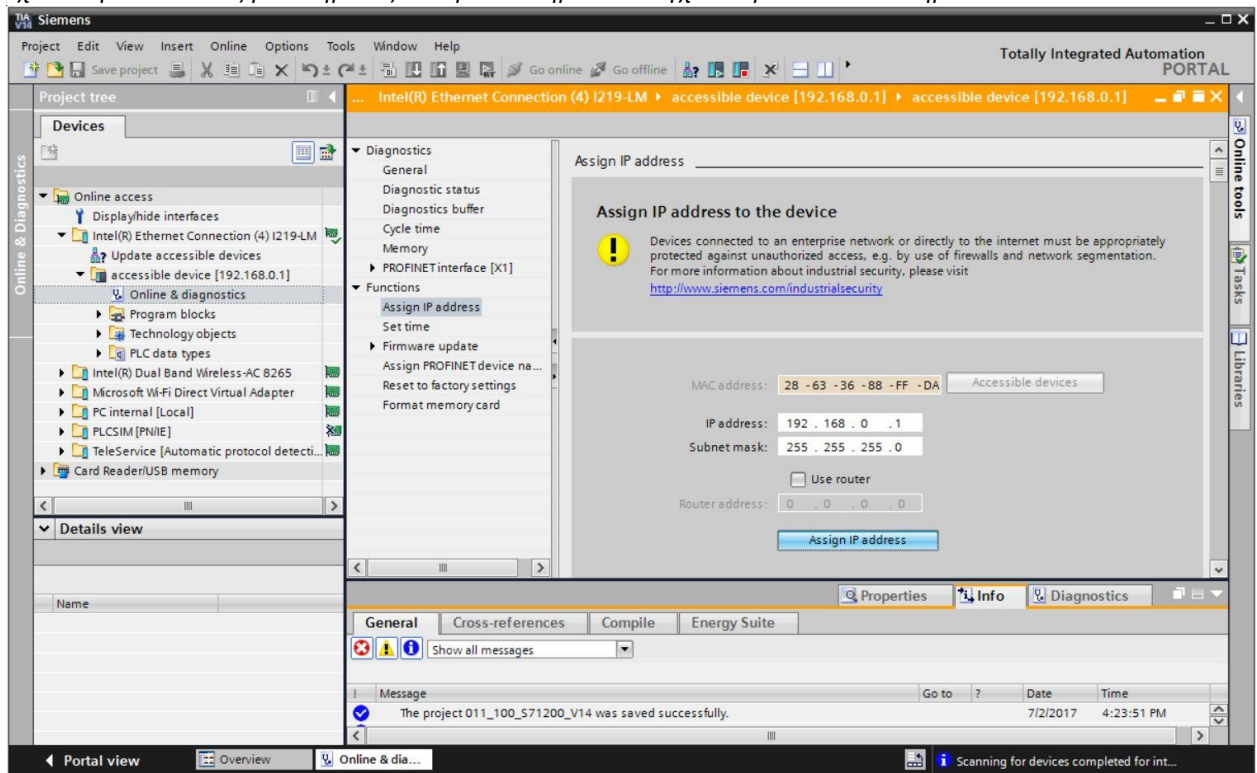 Siemens
Project Edit View Insert Online Options Tools Window Help
Totally Integrated Automation
PORTAL
Save project
Go online
Go offline
Project tree
Devices
Online & Diagnostics
Online access
Display/hide interfaces
Intel(R) Ethernet Connection (4) I219-LM
Update accessible devices
accessible device [192.168.0.1]
Online & diagnostics
Program blocks
Technology objects
PLC data types
Intel(R) Dual Band Wireless-AC 8265
Microsoft Wi-Fi Direct Virtual Adapter
PC internal [Local]
PLCSIM [PN/IE]
TeleService [Automatic protocol detecti...
Card Reader/USB memory
Details view
Name
... Intel(R) Ethernet Connection (4) I219-LM accessible device [192.168.0.1] accessible device [192.168.0.1]
Diagnostics
General
Diagnostic status
Diagnostics buffer
Cycle time
Memory
PROFINET interface [X1]
Functions
Assign IP address
Set time
Firmware update
Assign PROFINET device na...
Reset to factory settings
Format memory card
Assign IP address
Assign IP address to the device
Devices connected to an enterprise network or directly to the internet must be appropriately
protected against unauthorized access, e.g. by use of firewalls and network segmentation.
For more information about industrial security, please visit
http://www.siemens.com/industrialsecurity
MAC address: 28 -63 -36 -88 -FF -DA Accessible devices
IP address: 192 . 168 . 0 .1
Subnet mask: 255 . 255 . 255 .0
Use router
Router address: 0 . 0 . 0 . 0
Assign IP address
Properties Info Diagnostics
General Cross-references Compile Energy Suite
Show all messages
! Message Go to ? Date Time
The project 011_100_S71200_V14 was saved successfully. 7/2/2017 4:23:51 PM
Online tools
Tasks
Libraries
Portal view Overview Online & dia... Scanning for devices completed for int...